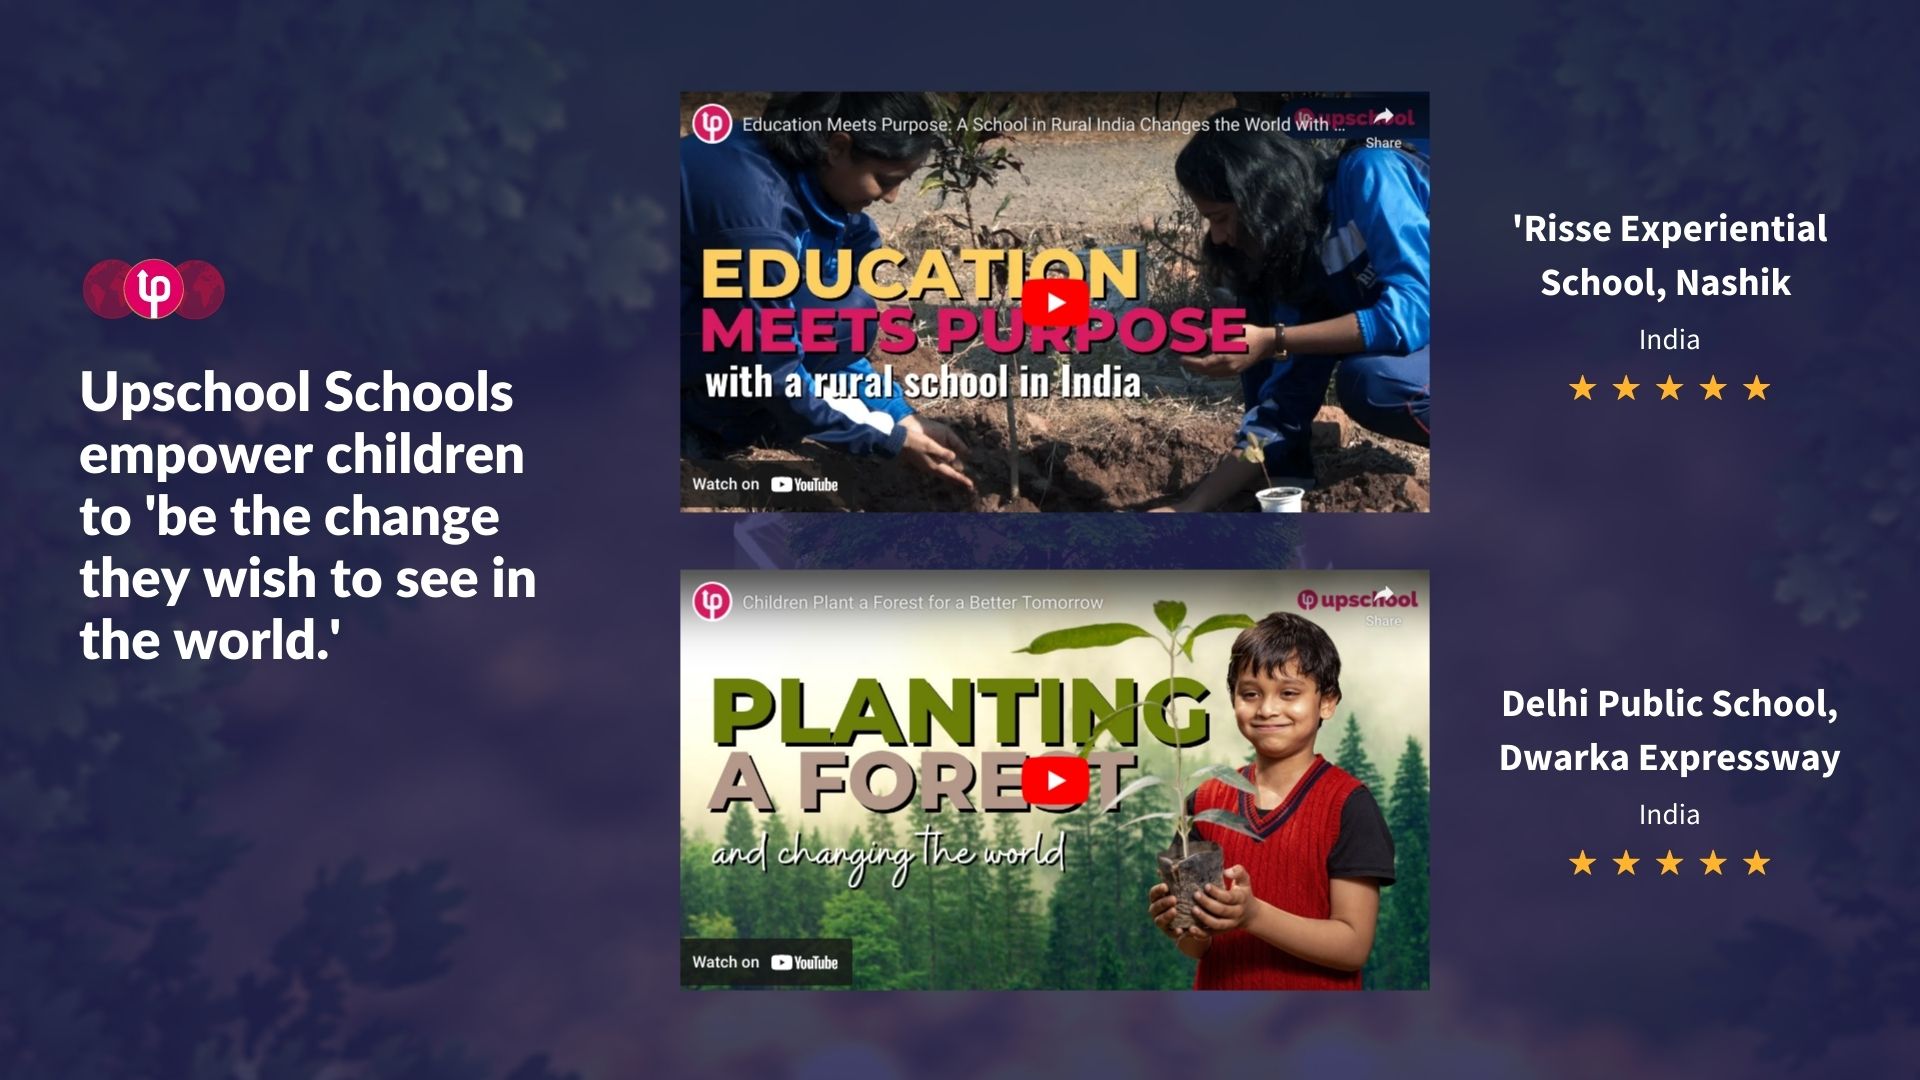 Upschool Schools
empower children
to 'be the change
they wish to see in
the world.'
Education Meets Purpose: A School in Rural India Changes the World with ...
upschool
Share
EDUCATION
MEETS PURPOSE
with a rural school in India
Watch on YouTube
'Risse Experiential
School, Nashik
India
Children Plant a Forest for a Better Tomorrow
upschool
Share
PLANTING
A FOREST
and changing the world
Watch on YouTube
Delhi Public School,
Dwarka Expressway
India